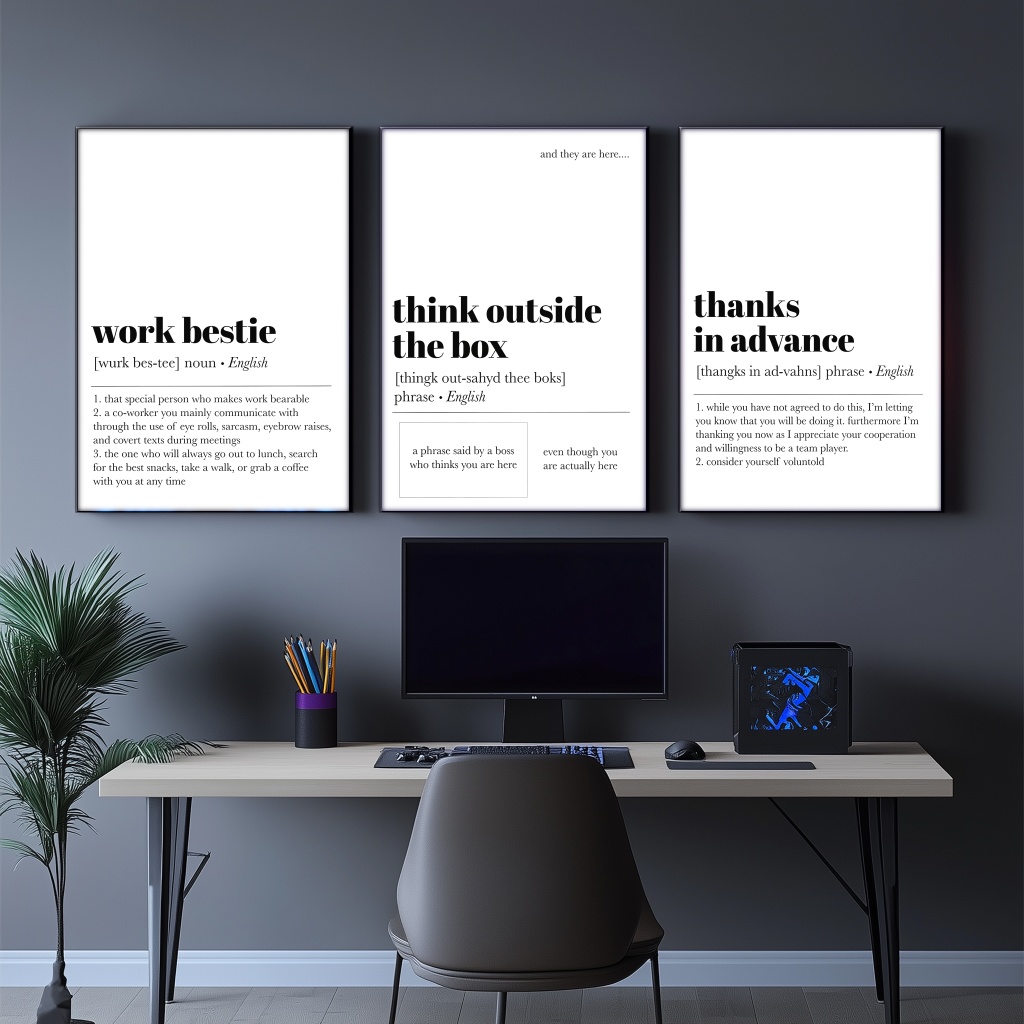 work bestie
[wurk bes-tee] noun • English
1. that special person who makes work bearable
2. a co-worker you mainly communicate with
through the use of eye rolls, sarcasm, eyebrow raises,
and covert texts during meetings
3. the one who will always go out to lunch, search
for the best snacks, take a walk, or grab a coffee
with you at any time
and they are here....
think outside
the box
[thingk out-sahyd thee boks]
phrase • English
a phrase said by a boss
who thinks you are here
even though you
are actually here
thanks
in advance
[thangks in ad-vahns] phrase • English
1. while you have not agreed to do this, I'm letting
you know that you will be doing it. furthermore I'm
thanking you now as I appreciate your cooperation
and willingness to be a team player.
2. consider yourself voluntold